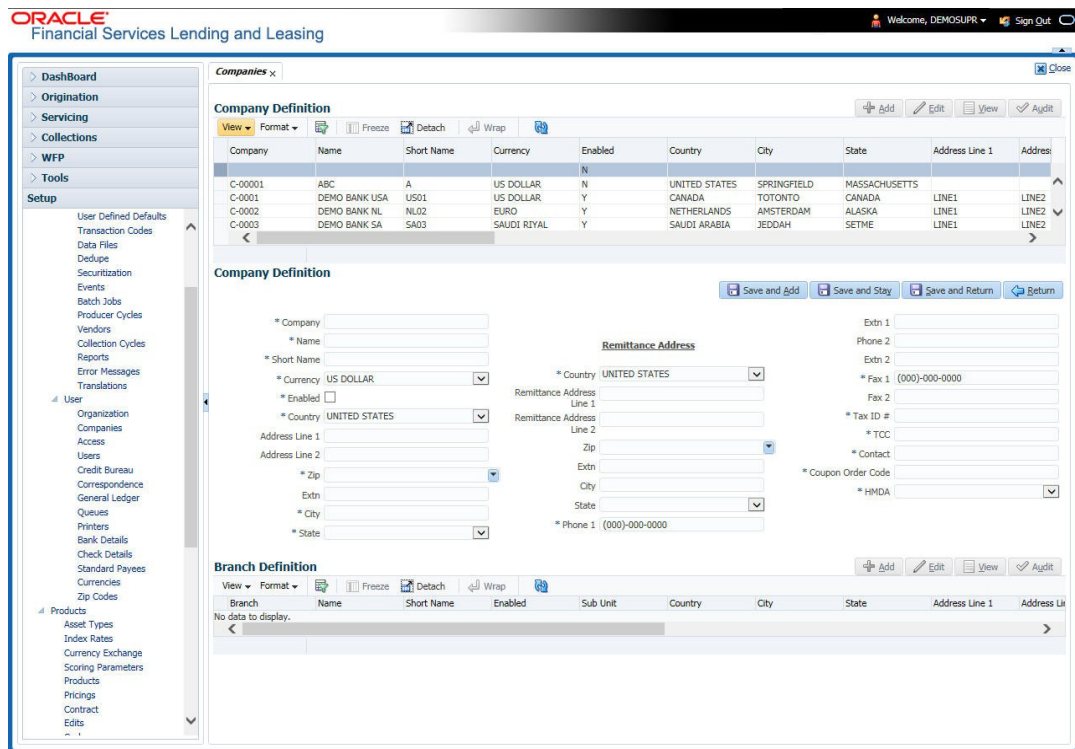 ORACLE
Financial Services Lending and Leasing
Welcome, DEMOSUPR
Sign Out
DashBoard
Origination
Servicing
Collections
WFP
Tools
Setup
User Defined Defaults
Transaction Codes
Data Files
Dedupe
Securitization
Events
Batch Jobs
Producer Cycles
Vendors
Collection Cycles
Reports
Error Messages
Translations
User
Organization
Companies
Access
Users
Credit Bureau
Correspondence
General Ledger
Queues
Printers
Bank Details
Check Details
Standard Payees
Currencies
Zip Codes
Products
Asset Types
Index Rates
Currency Exchange
Scoring Parameters
Products
Pricings
Contract
Edits
Companies x
Close
Company Definition
Add Edit View Audit
View Format Freeze Detach Wrap
Company Name Short Name Currency Enabled Country City State Address Line 1 Address
N
C-00001 ABC A US DOLLAR N UNITED STATES SPRINGFIELD MASSACHUSETTS
C-0001 DEMO BANK USA US01 US DOLLAR Y CANADA TOTONTO CANADA LINE1 LINE2
C-0002 DEMO BANK NL NL02 EURO Y NETHERLANDS AMSTERDAM ALASKA LINE1 LINE2
C-0003 DEMO BANK SA SA03 SAUDI RIYAL Y SAUDI ARABIA JEDDAH SETME LINE1 LINE2
Company Definition
Save and Add Save and Stay Save and Return Return
* Company
* Name
* Short Name
* Currency US DOLLAR
* Enabled
* Country UNITED STATES
Address Line 1
Address Line 2
* Zip
Extn
* City
* State
Remittance Address
* Country UNITED STATES
Remittance Address Line 1
Remittance Address Line 2
Zip
Extn
City
State
* Phone 1 (000)-000-0000
Extn 1
Phone 2
Extn 2
* Fax 1 (000)-000-0000
Fax 2
* Tax ID #
* TCC
* Contact
* Coupon Order Code
* HMDA
Branch Definition
Add Edit View Audit
View Format Freeze Detach Wrap
Branch Name Short Name Enabled Sub Unit Country City State Address Line 1 Address Lin
No data to display.